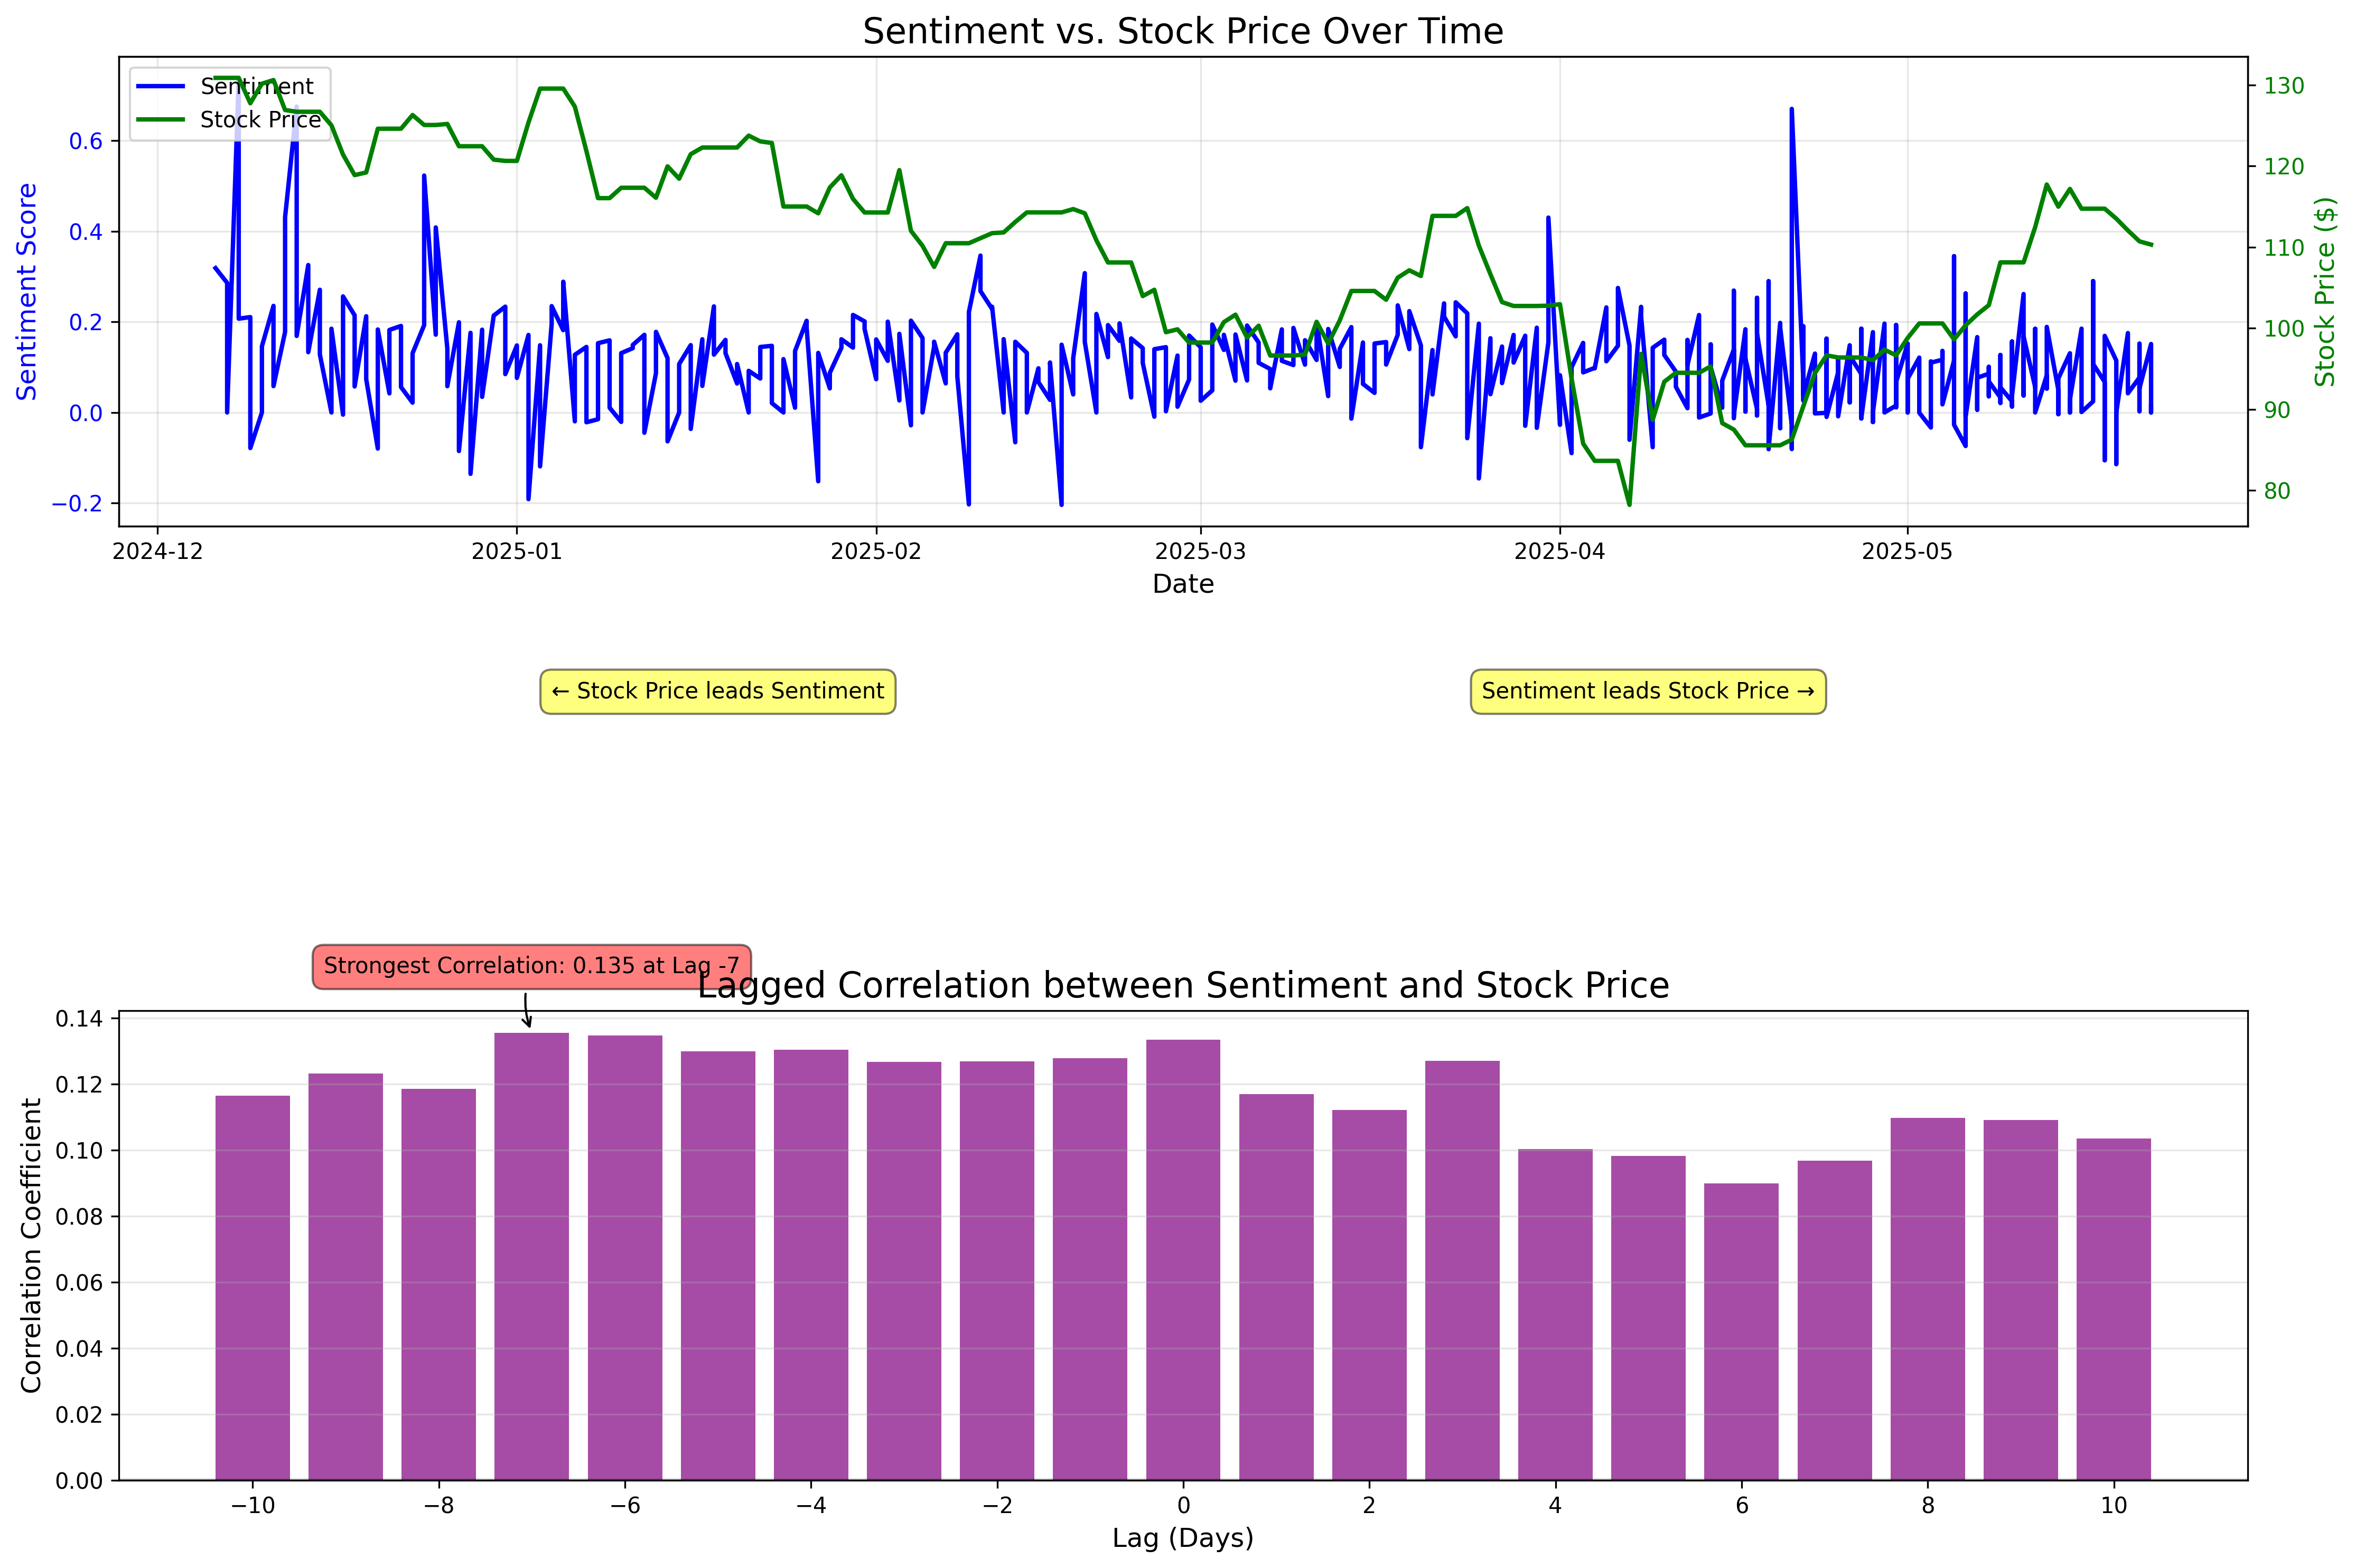 Sentiment vs. Stock Price Over Time
Sentiment
Stock Price
Sentiment Score
0.6
0.4
0.2
0.0
−0.2
130
120
110
100
90
80
Stock Price ($)
2024-12 2025-01 2025-02 2025-03 2025-04 2025-05
Date
← Stock Price leads Sentiment
Sentiment leads Stock Price →
Strongest Correlation: 0.135 at Lag -7
Lagged Correlation between Sentiment and Stock Price
Correlation Coefficient
0.14
0.12
0.10
0.08
0.06
0.04
0.02
0.00
−10 −8 −6 −4 −2 0 2 4 6 8 10
Lag (Days)